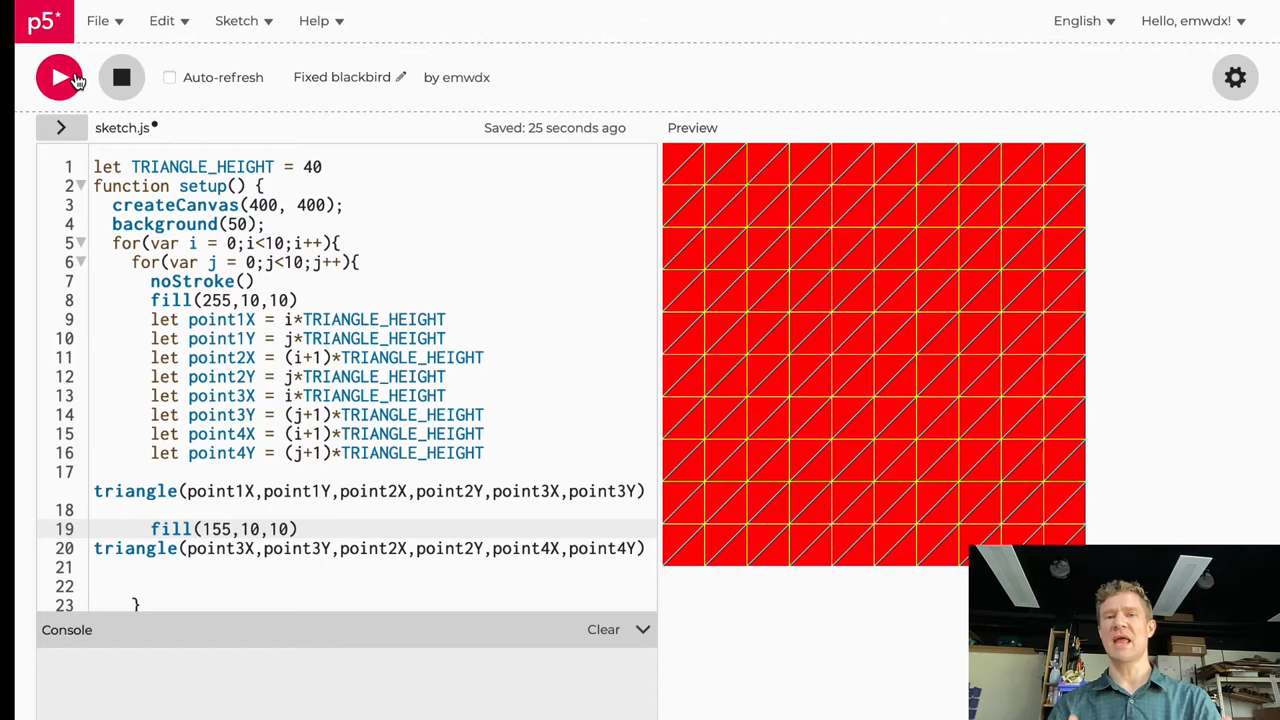 p5*
File
Edit
Sketch
Help
English
Hello, emwdx!
Auto-refresh
Fixed blackbird
by emwdx
sketch.js
Saved: 25 seconds ago
Preview
1 let TRIANGLE_HEIGHT = 40
2 function setup() {
3 createCanvas(400, 400);
4 background(50);
5 for(var i = 0;i<10;i++){
6 for(var j = 0;j<10;j++){
7 noStroke()
8 fill(255,10,10)
9 let point1X = i*TRIANGLE_HEIGHT
10 let point1Y = j*TRIANGLE_HEIGHT
11 let point2X = (i+1)*TRIANGLE_HEIGHT
12 let point2Y = j*TRIANGLE_HEIGHT
13 let point3X = i*TRIANGLE_HEIGHT
14 let point3Y = (j+1)*TRIANGLE_HEIGHT
15 let point4X = (i+1)*TRIANGLE_HEIGHT
16 let point4Y = (j+1)*TRIANGLE_HEIGHT
17
triangle(point1X,point1Y,point2X,point2Y,point3X,point3Y)
18
19 fill(155,10,10)
20 triangle(point3X,point3Y,point2X,point2Y,point4X,point4Y)
21
22
23 }
Console
Clear